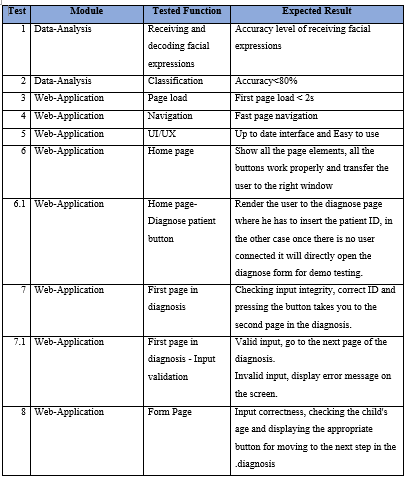 Test Module Tested Function Expected Result
1 Data-Analysis Receiving and Accuracy level of receiving facial
decoding facial expressions
expressions
2 Data-Analysis Classification Accuracy<80%
3 Web-Application Page load First page load < 2s
4 Web-Application Navigation Fast page navigation
5 Web-Application UI/UX Up to date interface and Easy to use
6 Web-Application Home page Show all the page elements, all the
buttons work properly and transfer the
user to the right window
6.1 Web-Application Home page- Render the user to the diagnose page
Diagnose patient where he has to insert the patient ID, in
button the other case once there is no user
connected it will directly open the
diagnose form for demo testing.
7 Web-Application First page in Checking input integrity, correct ID and
diagnosis pressing the button takes you to the
second page in the diagnosis.
7.1 Web-Application First page in Valid input, go to the next page of the
diagnosis - Input diagnosis.
validation Invalid input, display error message on
the screen.
8 Web-Application Form Page Input correctness, checking the child's
age and displaying the appropriate
button for moving to the next step in the
.diagnosis